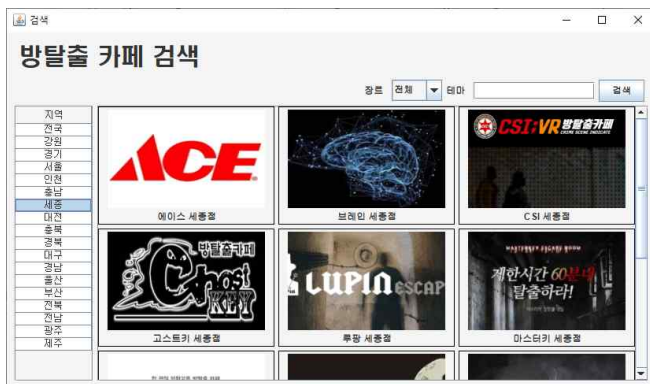 검색
방탈출 카페 검색
장르 전체 테마 검색
지역
전국
강원
경기
서울
인천
충남
세종
대전
충북
경북
대구
경남
울산
부산
전북
전남
광주
제주
ACE.
에이스 세종점
브레인 세종점
CSI:VR 방탈출카페
CRIME SCENE INDICATE
CSI 세종점
방탈출카페
Ghost
KEY
고스트키 세종점
LUPIN ESCAP
루팡 세종점
제한시간 60분내
탈출하라!
마스터키 세종점